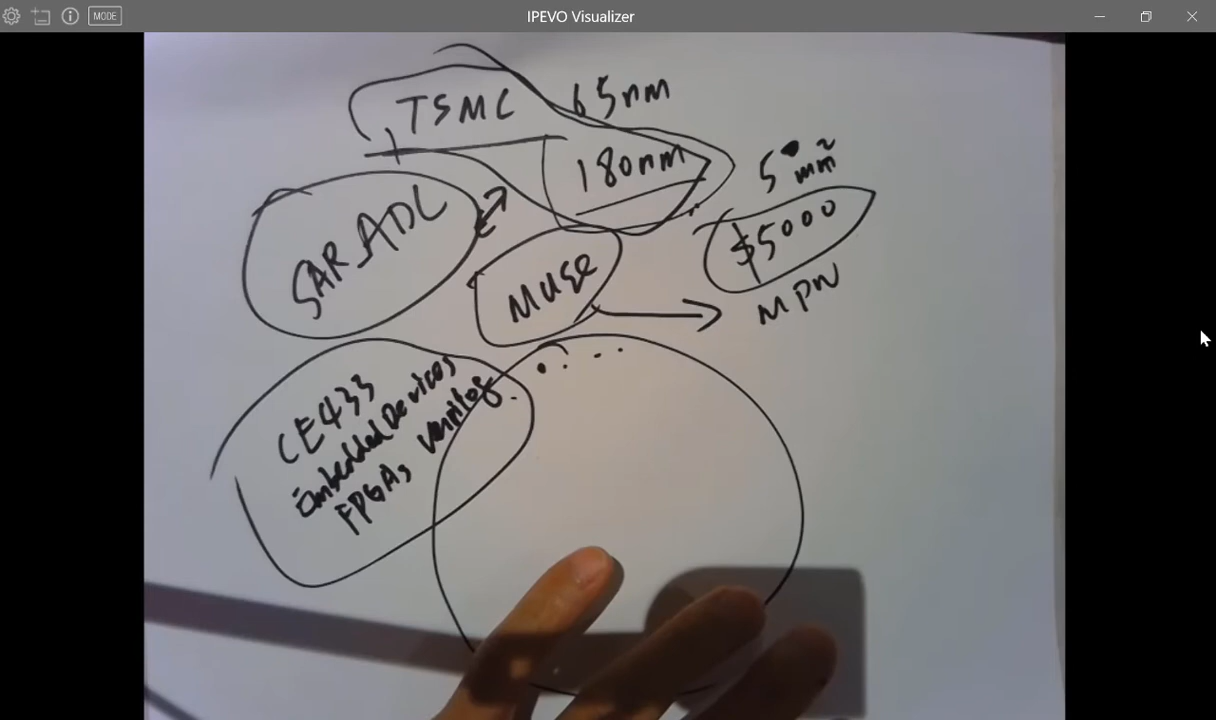 IPEVO Visualizer
MODE
TSMC
65nm
180nm
5 mm²
$5000
MPW
SAR ADC
MUSE
CE433
Embedded Devices
FPGAs Verilog